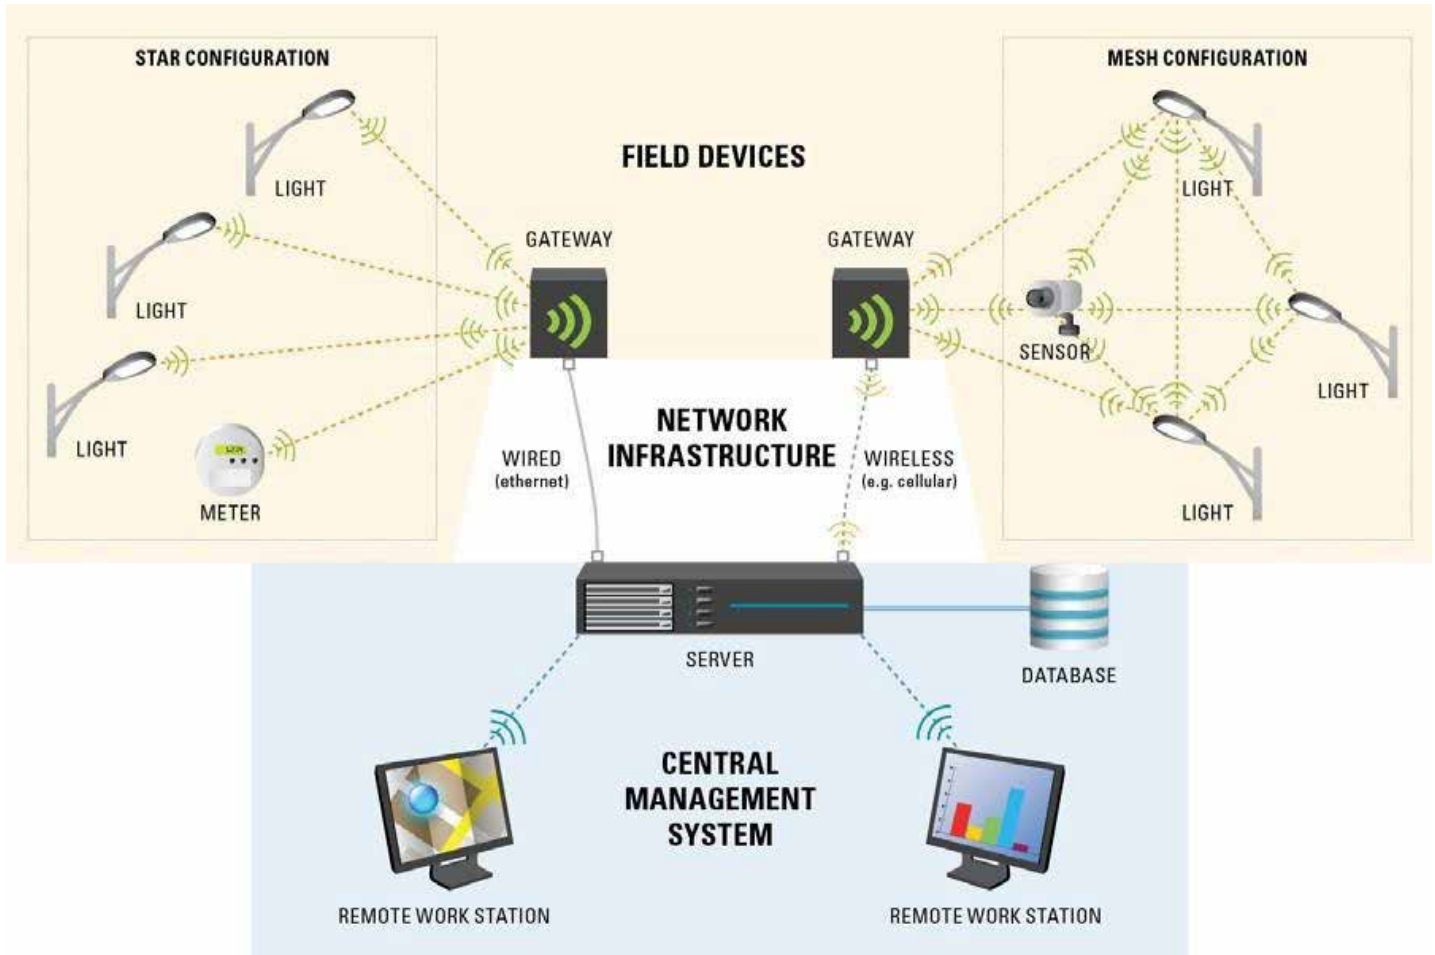 STAR CONFIGURATION
MESH CONFIGURATION
FIELD DEVICES
LIGHT
LIGHT
GATEWAY
GATEWAY
LIGHT
SENSOR
LIGHT
NETWORK
INFRASTRUCTURE
LIGHT
WIRED
(ethernet)
WIRELESS
(e.g. cellular)
METER
LIGHT
SERVER
DATABASE
CENTRAL
MANAGEMENT
SYSTEM
REMOTE WORK STATION
REMOTE WORK STATION